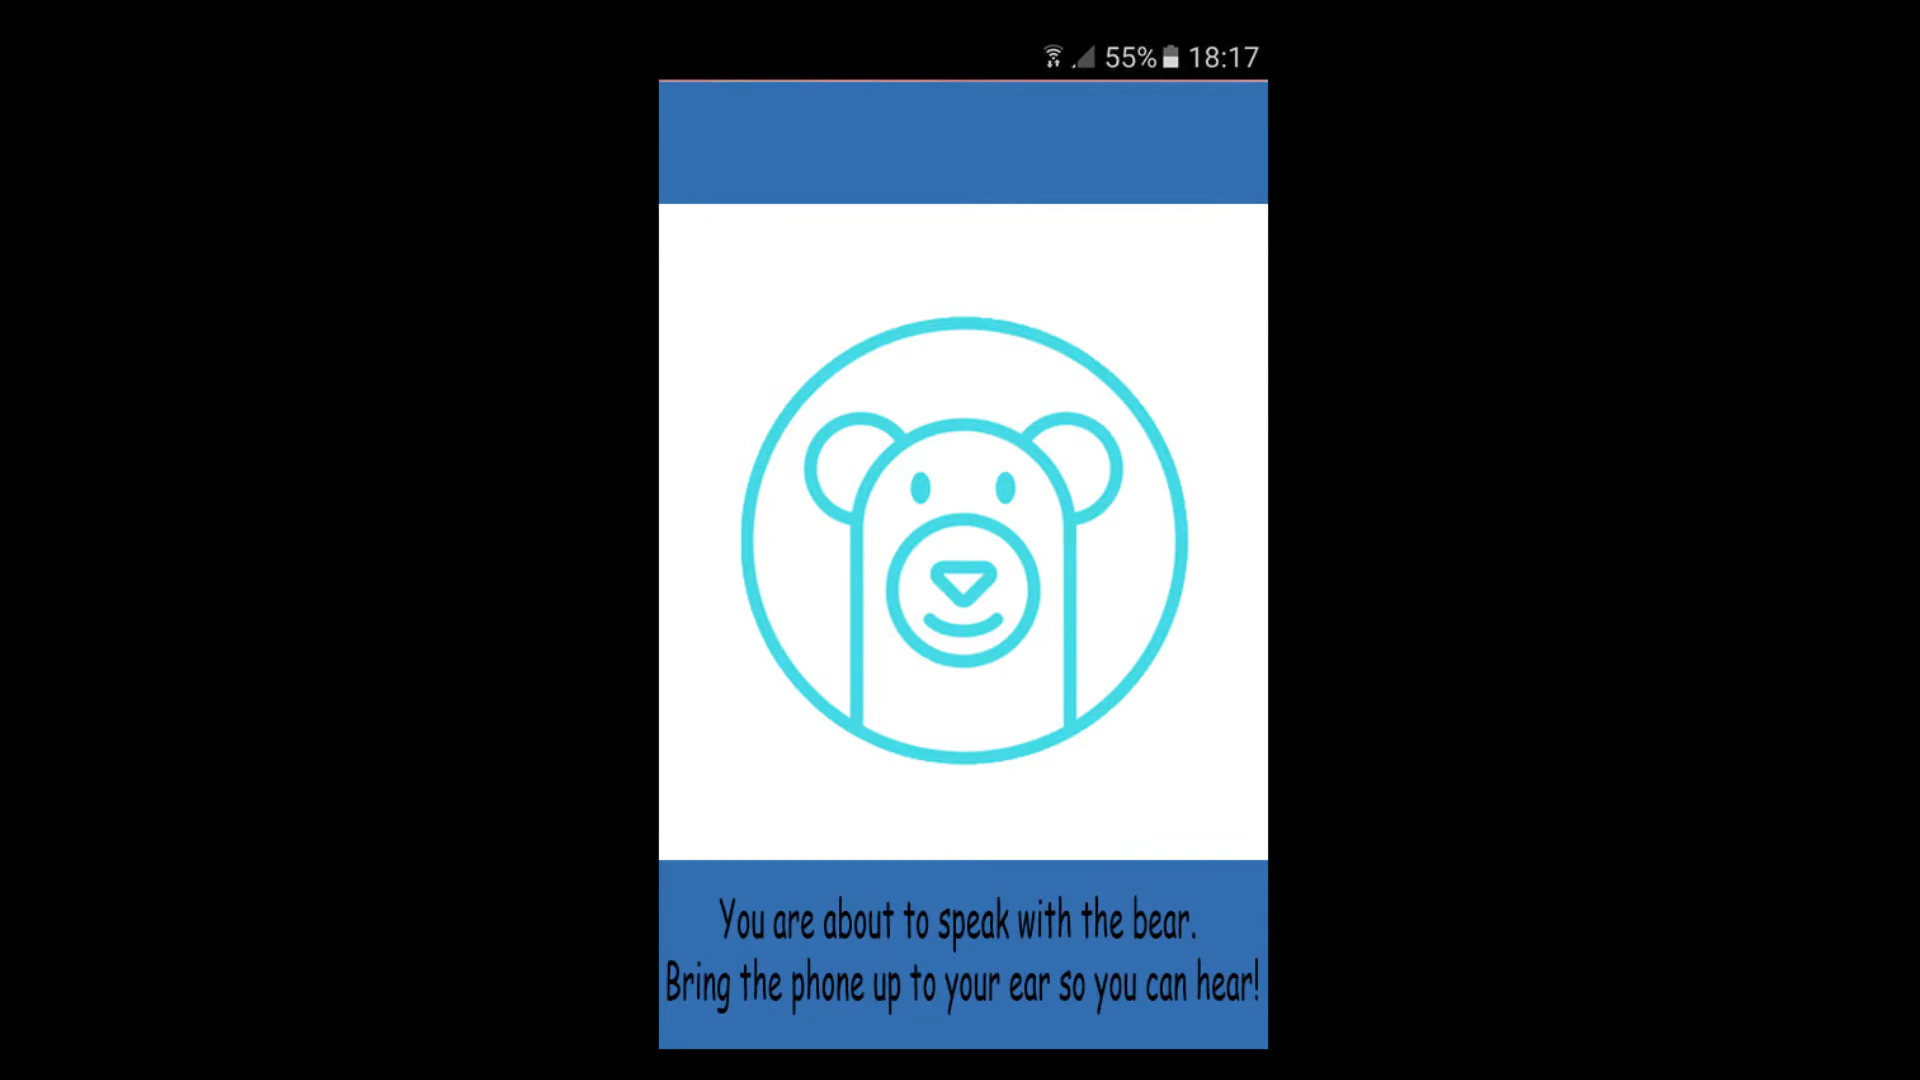 55% 18:17
You are about to speak with the bear.
Bring the phone up to your ear so you can hear!